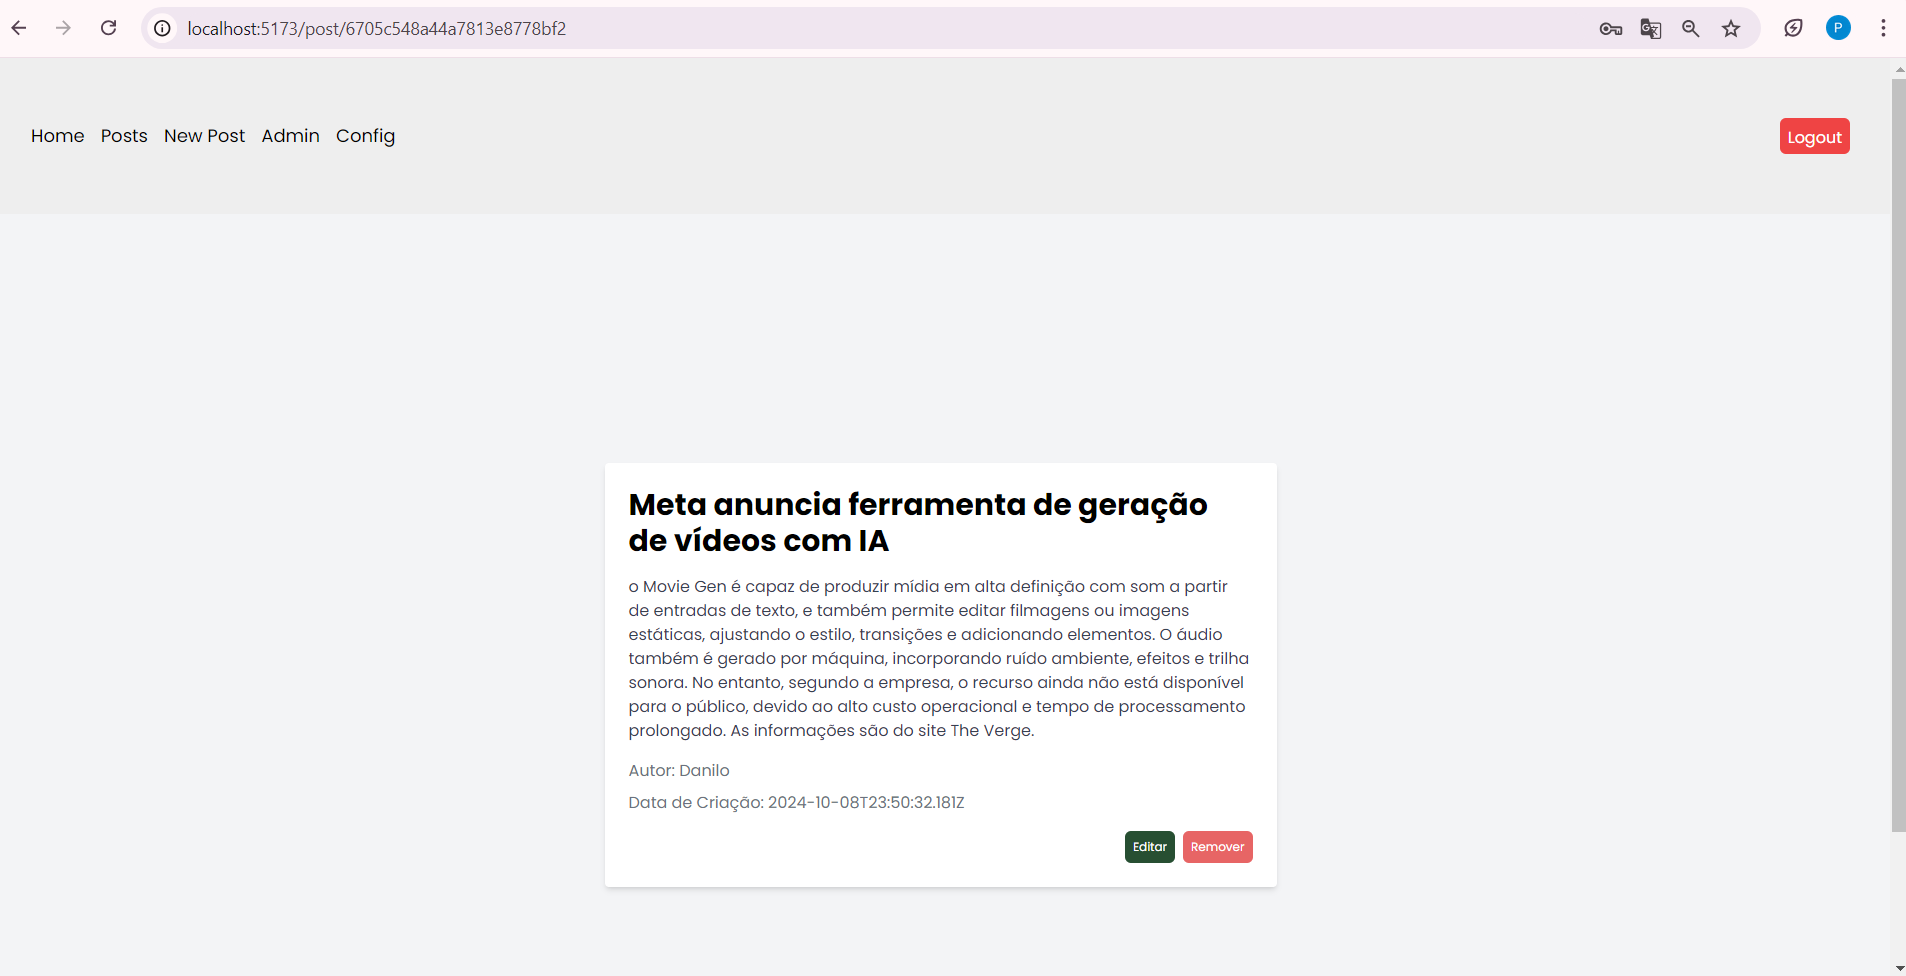 localhost:5173/post/6705c548a44a7813e8778bf2
P
Home Posts New Post Admin Config
Logout
Meta anuncia ferramenta de geração
de vídeos com IA
o Movie Gen é capaz de produzir mídia em alta definição com som a partir
de entradas de texto, e também permite editar filmagens ou imagens
estáticas, ajustando o estilo, transições e adicionando elementos. O áudio
também é gerado por máquina, incorporando ruído ambiente, efeitos e trilha
sonora. No entanto, segundo a empresa, o recurso ainda não está disponível
para o público, devido ao alto custo operacional e tempo de processamento
prolongado. As informações são do site The Verge.
Autor: Danilo
Data de Criação: 2024-10-08T23:50:32.181Z
Editar Remover